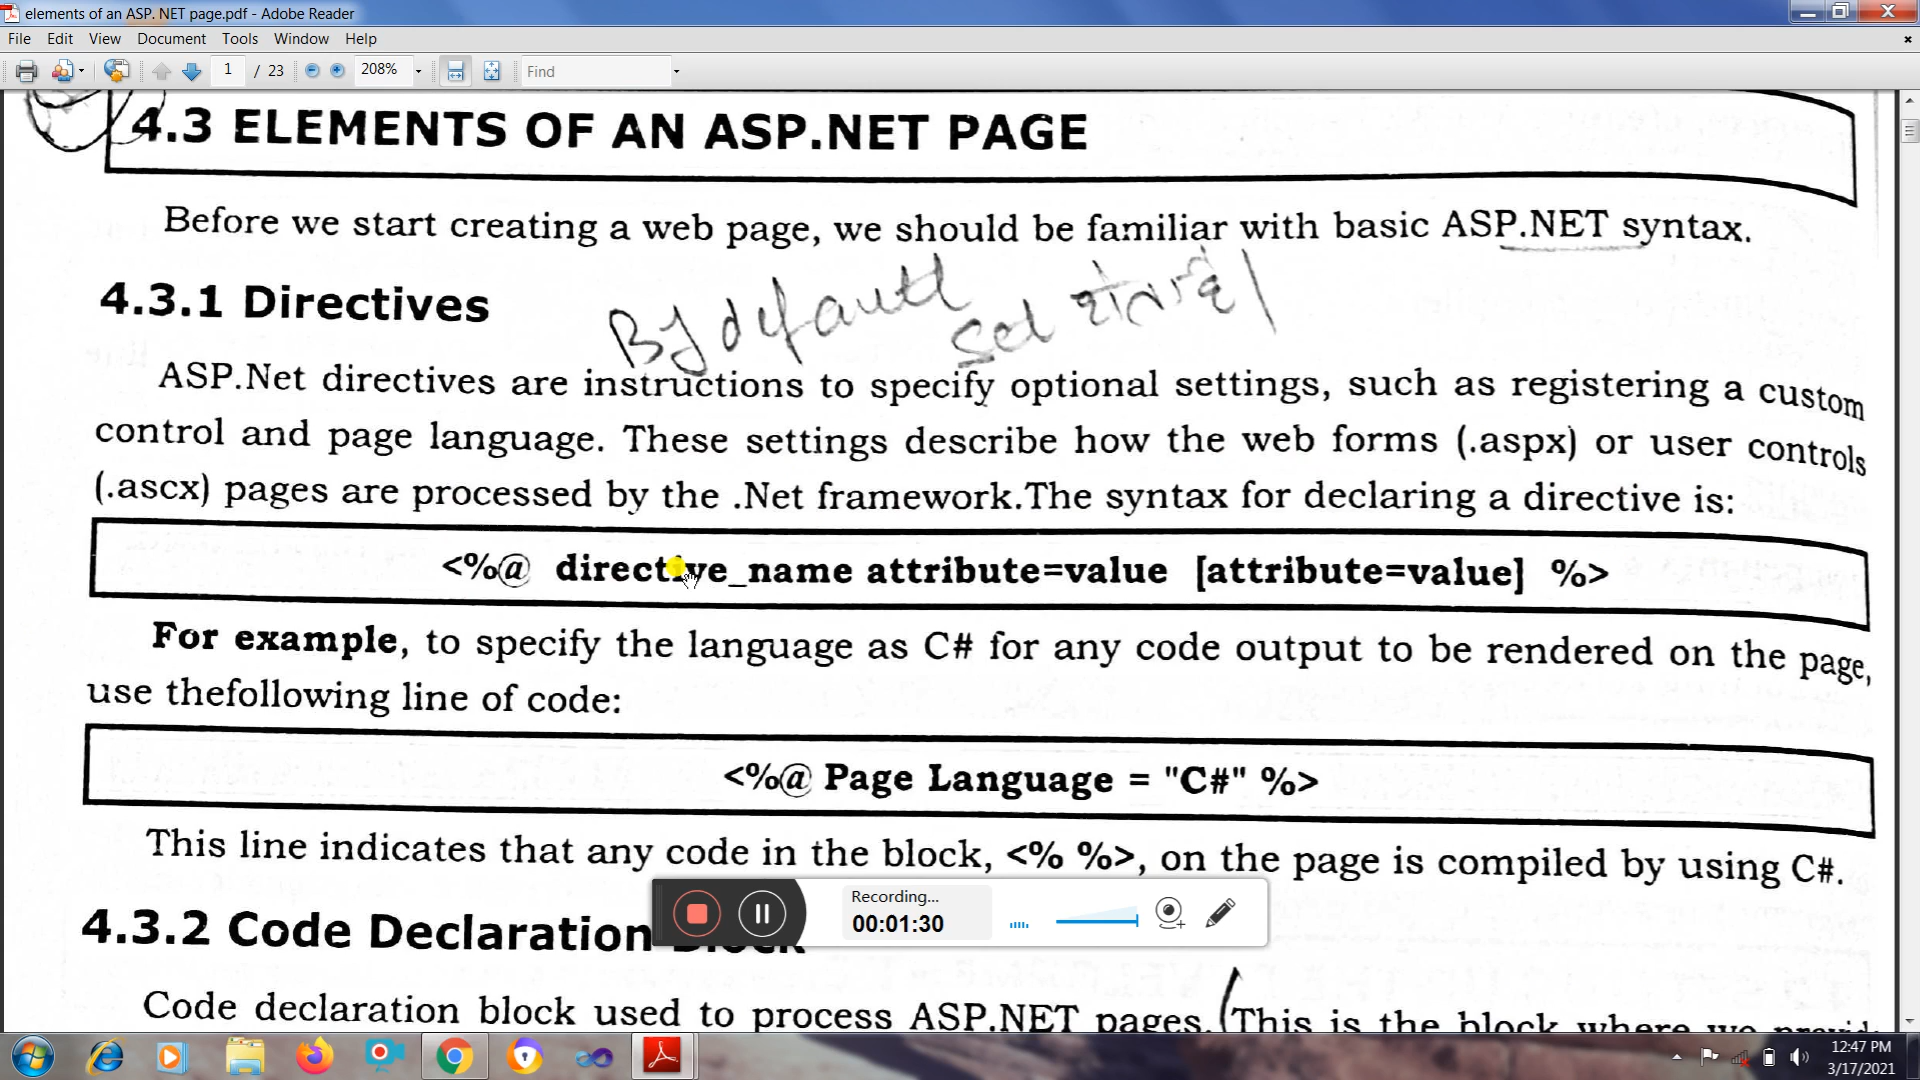 elements of an ASP. NET page.pdf - Adobe Reader
File Edit View Document Tools Window Help
1 / 23 208% Find
4.3 ELEMENTS OF AN ASP.NET PAGE
Before we start creating a web page, we should be familiar with basic ASP.NET syntax.
4.3.1 Directives
By default
Set
ASP.Net directives are instructions to specify optional settings, such as registering a custom
control and page language. These settings describe how the web forms (.aspx) or user controls
(.ascx) pages are processed by the .Net framework.The syntax for declaring a directive is:
<%@ directive_name attribute=value [attribute=value] %>
For example, to specify the language as C# for any code output to be rendered on the page,
use thefollowing line of code:
<%@ Page Language = "C#" %>
This line indicates that any code in the block, <% %>, on the page is compiled by using C#.
Recording...
00:01:30
4.3.2 Code Declaration Block
Code declaration block used to process ASP.NET pages. (This is the block where we provid
12:47 PM
3/17/2021